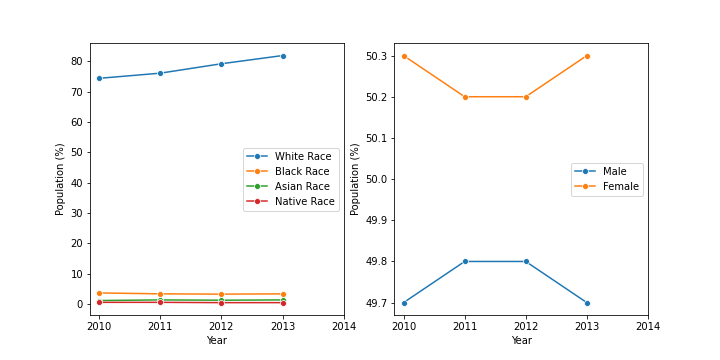 80
70
60
50
40
30
20
10
0
Population (%)
2010 2011 2012 2013 2014
Year
White Race
Black Race
Asian Race
Native Race
50.3
50.2
50.1
50.0
49.9
49.8
49.7
Population (%)
2010 2011 2012 2013 2014
Year
Male
Female